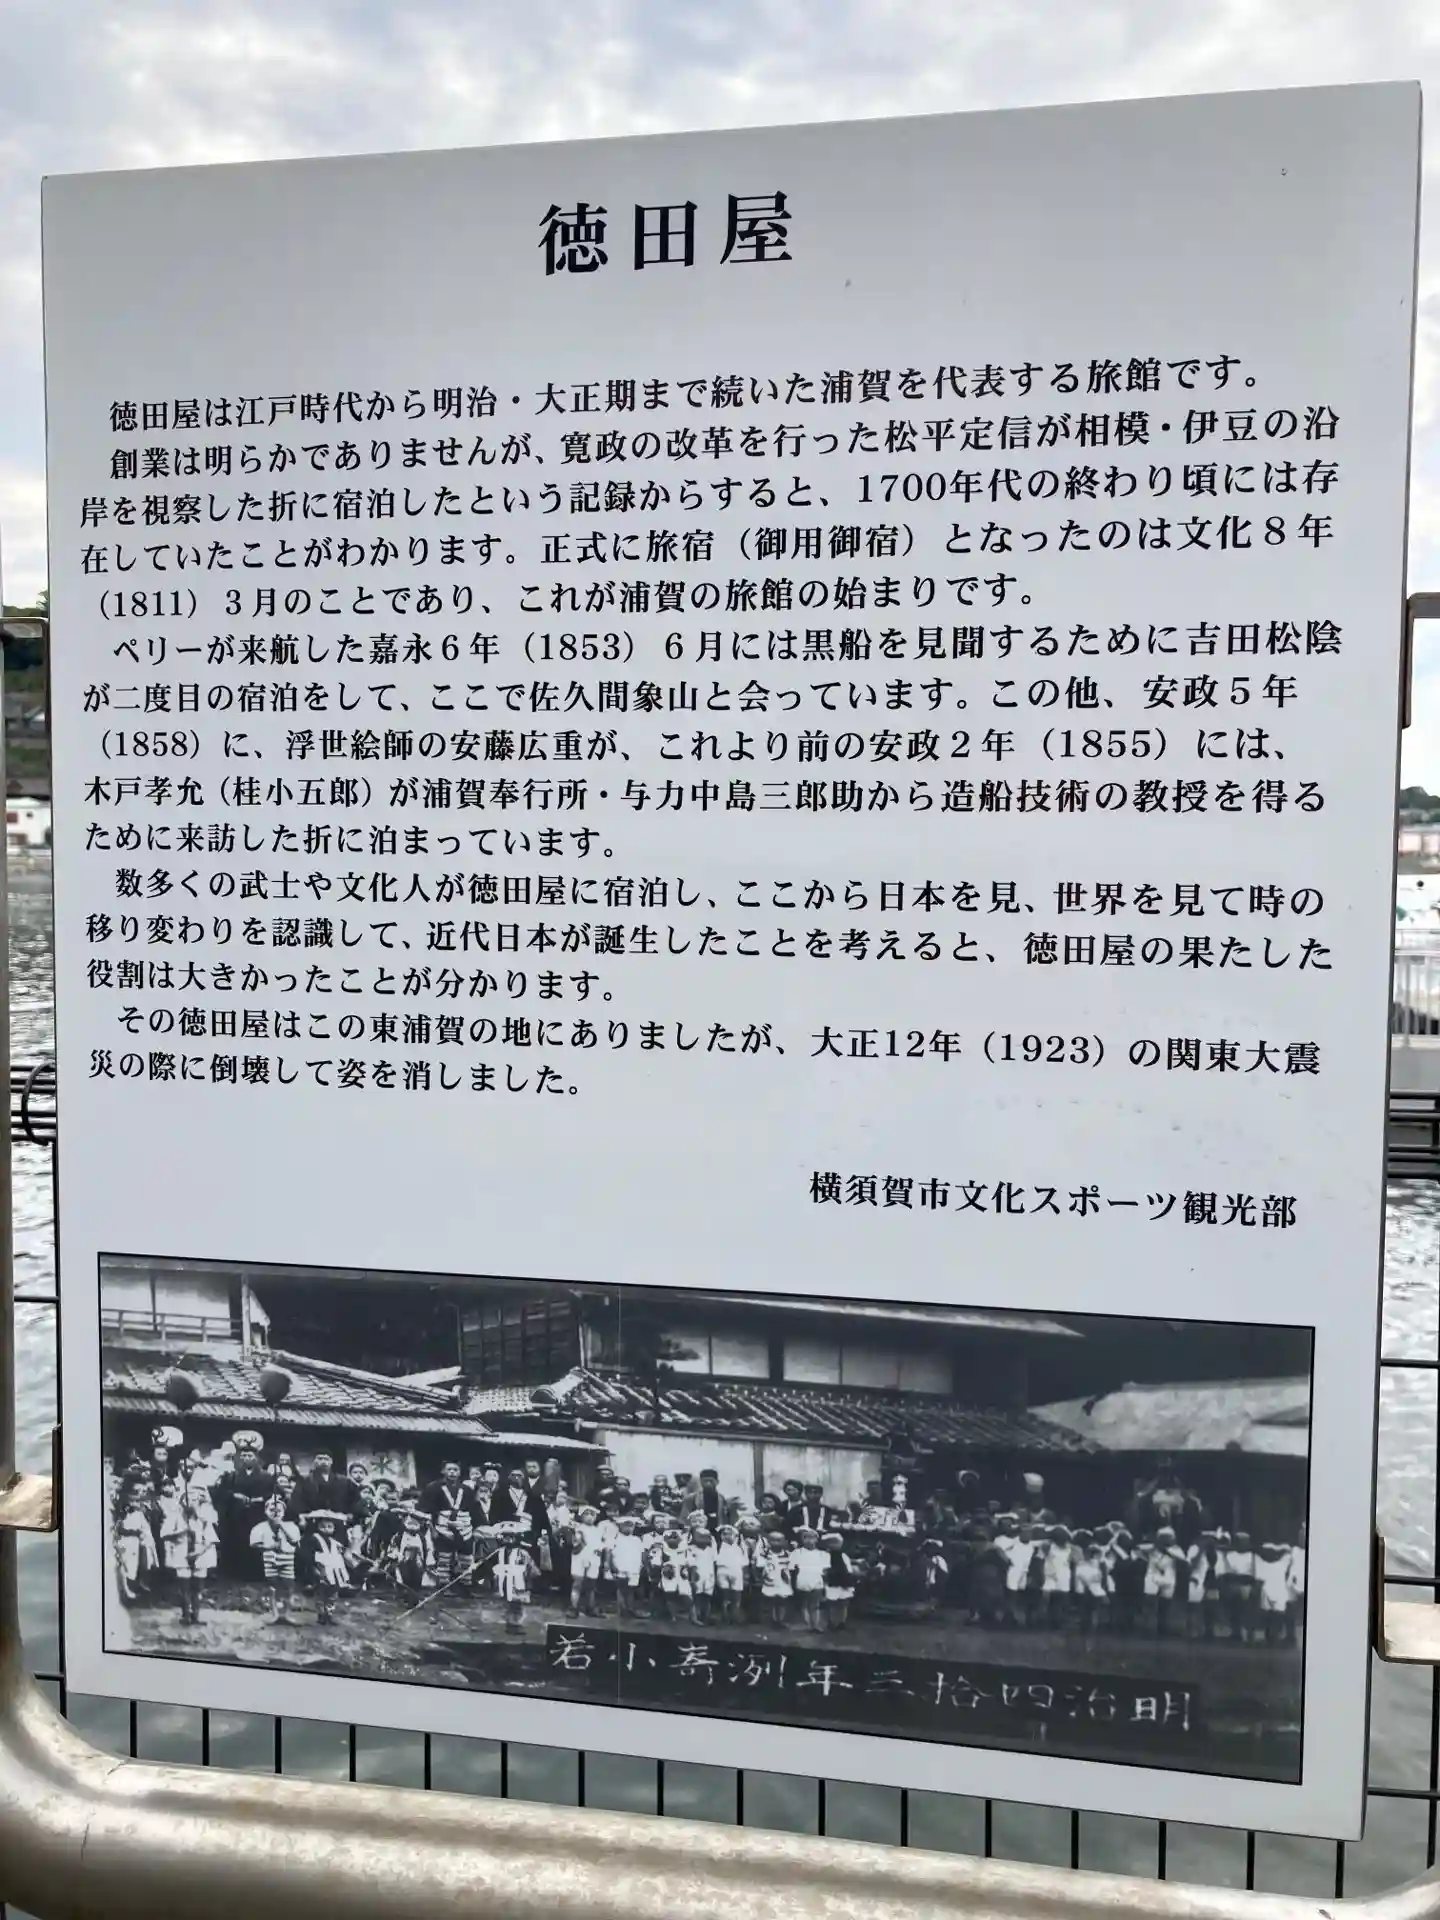 徳田屋
徳田屋は江戸時代から明治・大正期まで続いた浦賀を代表する旅館です。
創業は明らかでありませんが、寛政の改革を行った松平定信が相模・伊豆の沿
岸を視察した折に宿泊したという記録からすると、1700年代の終わり頃には存
在していたことがわかります。正式に旅宿（御用御宿）となったのは文化８年
（1811）３月のことであり、これが浦賀の旅館の始まりです。
ペリーが来航した嘉永６年（1853）６月には黒船を見聞するために吉田松陰
が二度目の宿泊をして、ここで佐久間象山と会っています。この他、安政５年
（1858）に、浮世絵師の安藤広重が、これより前の安政２年（1855）には、
木戸孝允（桂小五郎）が浦賀奉行所・与力中島三郎助から造船技術の教授を得る
ために来訪した折に泊まっています。
数多くの武士や文化人が徳田屋に宿泊し、ここから日本を見、世界を見て時の
移り変わりを認識して、近代日本が誕生したことを考えると、徳田屋の果たした
役割は大きかったことが分かります。
その徳田屋はこの東浦賀の地にありましたが、大正12年（1923）の関東大震
災の際に倒壊して姿を消しました。
横須賀市文化スポーツ観光部
明治四拾三年洌嵜小若